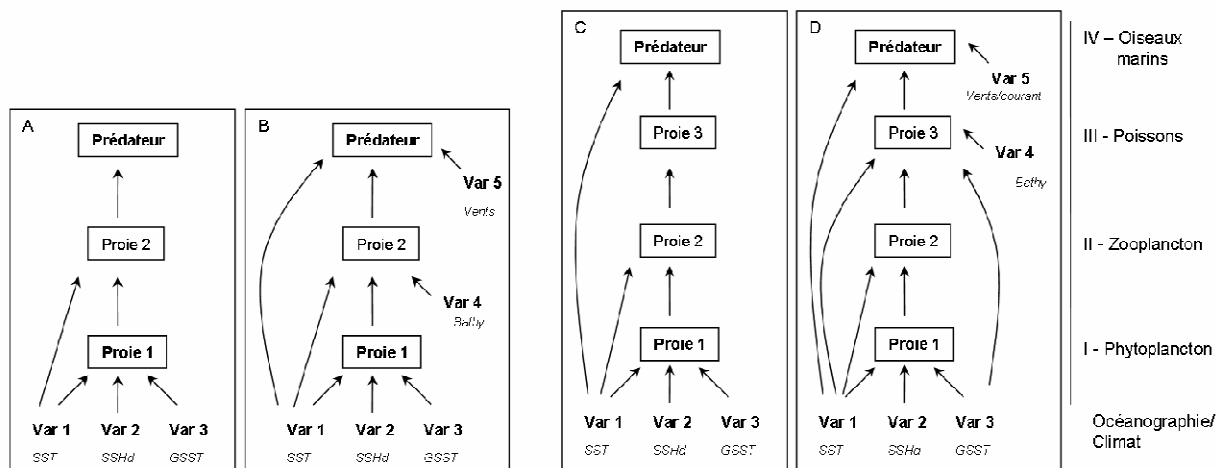 A
Prédateur
Proie 2
Proie 1
Var 1 Var 2 Var 3
SST SSHd GSST
B
Prédateur
Var 5
Vents
Proie 2
Var 4
Bathy
Proie 1
Var 1 Var 2 Var 3
SST SSHd GSST
C
Prédateur
Proie 3
Proie 2
Proie 1
Var 1 Var 2 Var 3
SST SSHd GSST
D
Prédateur
Var 5
Vents/courant
Proie 3
Var 4
Bathy
Proie 2
Proie 1
Var 1 Var 2 Var 3
SST SSHd GSST
IV – Oiseaux
marins
III - Poissons
II - Zooplancton
I - Phytoplancton
Océanographie/
Climat